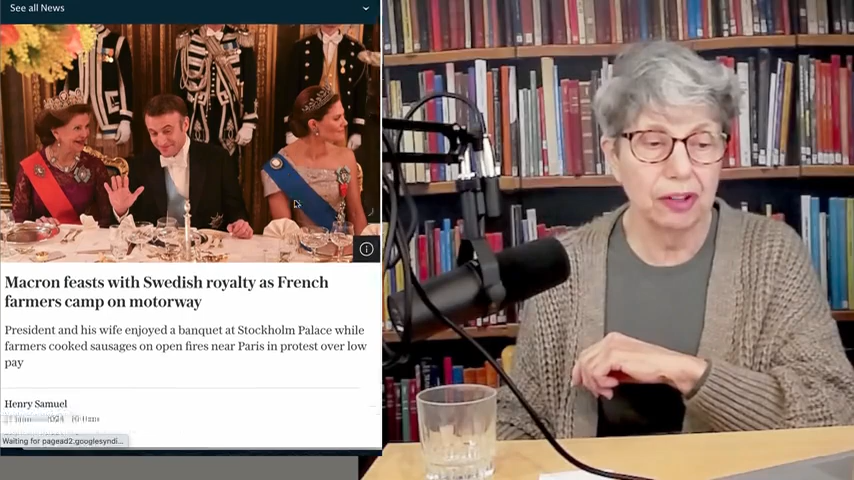 See all News
Macron feasts with Swedish royalty as French
farmers camp on motorway
President and his wife enjoyed a banquet at Stockholm Palace while
farmers cooked sausages on open fires near Paris in protest over low
pay
Henry Samuel
2024
Waiting for pagead2.googlesyndi...